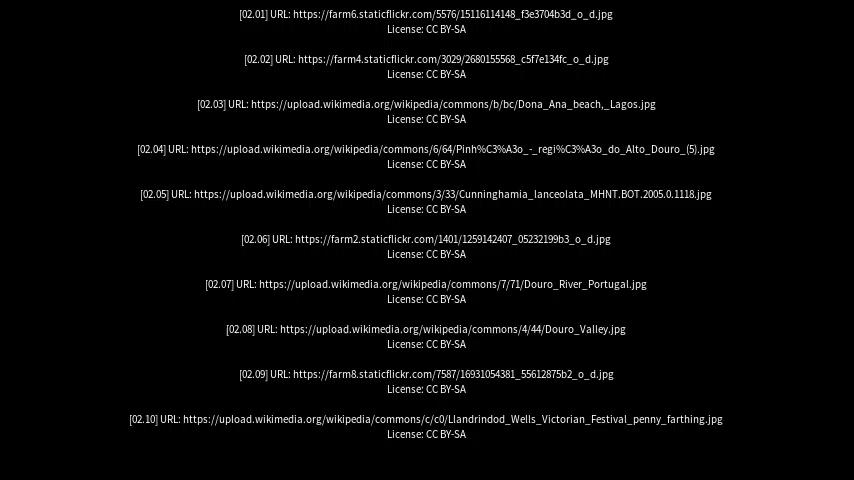 [02.01] URL: https://farm6.staticflickr.com/5576/15116114148_f3e3704b3d_o_d.jpg
License: CC BY-SA
[02.02] URL: https://farm4.staticflickr.com/3029/2680155568_c5f7e134fc_o_d.jpg
License: CC BY-SA
[02.03] URL: https://upload.wikimedia.org/wikipedia/commons/b/bc/Dona_Ana_beach,_Lagos.jpg
License: CC BY-SA
[02.04] URL: https://upload.wikimedia.org/wikipedia/commons/6/64/Pinh%C3%A3o_-_regi%C3%A3o_do_Alto_Douro_(5).jpg
License: CC BY-SA
[02.05] URL: https://upload.wikimedia.org/wikipedia/commons/3/33/Cunninghamia_lanceolata_MHNT.BOT.2005.0.1118.jpg
License: CC BY-SA
[02.06] URL: https://farm2.staticflickr.com/1401/1259142407_05232199b3_o_d.jpg
License: CC BY-SA
[02.07] URL: https://upload.wikimedia.org/wikipedia/commons/7/71/Douro_River_Portugal.jpg
License: CC BY-SA
[02.08] URL: https://upload.wikimedia.org/wikipedia/commons/4/44/Douro_Valley.jpg
License: CC BY-SA
[02.09] URL: https://farm8.staticflickr.com/7587/16931054381_55612875b2_o_d.jpg
License: CC BY-SA
[02.10] URL: https://upload.wikimedia.org/wikipedia/commons/c/c0/Llandrindod_Wells_Victorian_Festival_penny_farthing.jpg
License: CC BY-SA